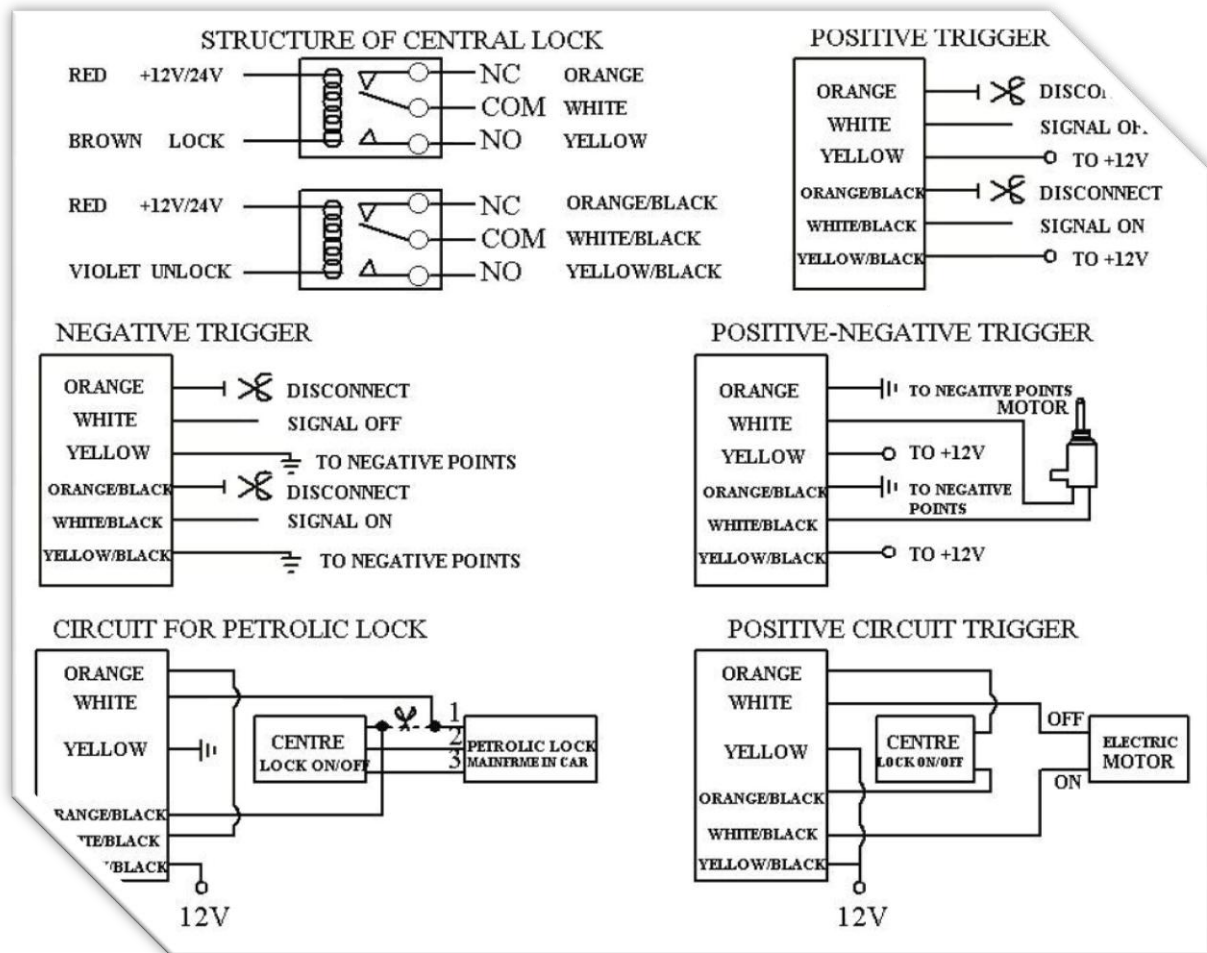 STRUCTURE OF CENTRAL LOCK
RED +12V/24V NC ORANGE
COM WHITE
BROWN LOCK NO YELLOW
RED +12V/24V NC ORANGE/BLACK
COM WHITE/BLACK
VIOLET UNLOCK NO YELLOW/BLACK
POSITIVE TRIGGER
ORANGE
WHITE SIGNAL
YELLOW TO +12V
ORANGE/BLACK DISCONNECT
WHITE/BLACK SIGNAL ON
YELLOW/BLACK TO +12V
NEGATIVE TRIGGER
ORANGE DISCONNECT
WHITE SIGNAL OFF
YELLOW TO NEGATIVE POINTS
ORANGE/BLACK DISCONNECT
WHITE/BLACK SIGNAL ON
YELLOW/BLACK TO NEGATIVE POINTS
POSITIVE-NEGATIVE TRIGGER
ORANGE TO NEGATIVE POINTS
WHITE MOTOR
YELLOW TO +12V
ORANGE/BLACK TO NEGATIVE
POINTS
WHITE/BLACK
YELLOW/BLACK TO +12V
CIRCUIT FOR PETROLIC LOCK
ORANGE
WHITE
YELLOW
CENTRE
LOCK ON/OFF
1
2
3
PETROLIC LOCK
MAINFRME IN CAR
RANGE/BLACK
TE/BLACK
/BLACK
12V
POSITIVE CIRCUIT TRIGGER
ORANGE
WHITE
YELLOW
ORANGE/BLACK
WHITE/BLACK
YELLOW/BLACK
CENTRE
LOCK ON/OFF
OFF
ON
ELECTRIC
MOTOR
12V